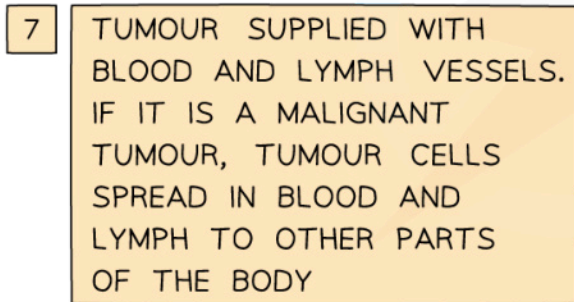 7
TUMOUR SUPPLIED WITH
BLOOD AND LYMPH VESSELS.
IF IT IS A MALIGNANT
TUMOUR, TUMOUR CELLS
SPREAD IN BLOOD AND
LYMPH TO OTHER PARTS
OF THE BODY